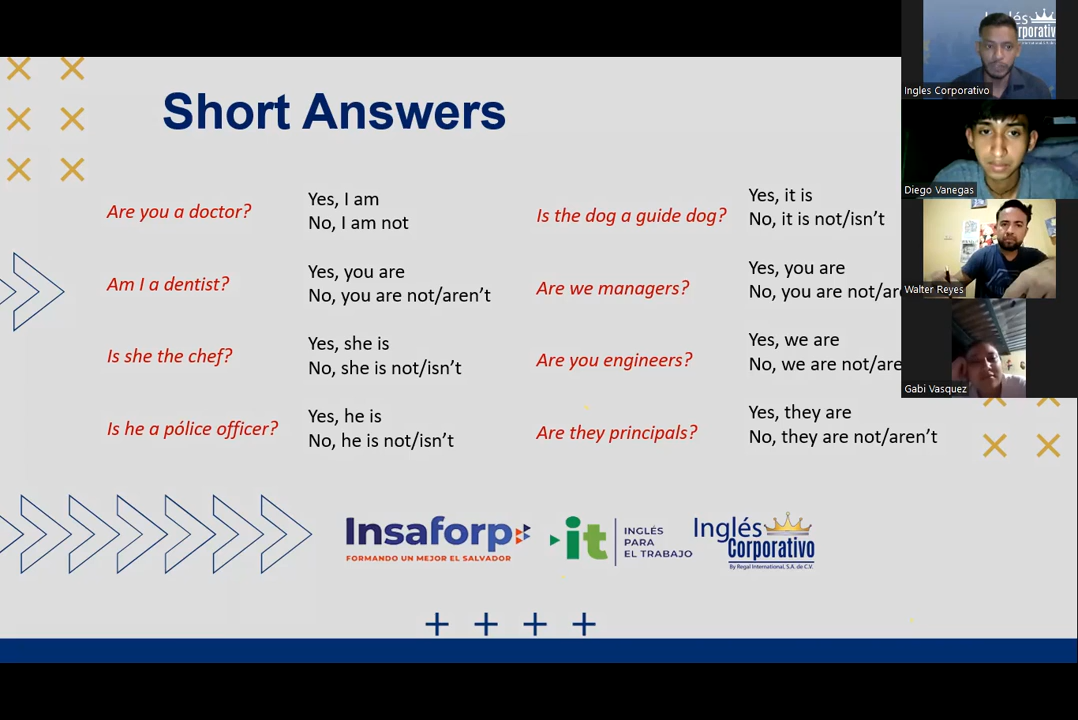 Short Answers
Are you a doctor?
Yes, I am
No, I am not
Am I a dentist?
Yes, you are
No, you are not/aren't
Is she the chef?
Yes, she is
No, she is not/isn't
Is he a pólice officer?
Yes, he is
No, he is not/isn't
Is the dog a guide dog?
Yes, it is
No, it is not/isn't
Are we managers?
Yes, you are
No, you are not/are
Are you engineers?
Yes, we are
No, we are not/are
Are they principals?
Yes, they are
No, they are not/aren't
Insaforp
FORMANDO UN MEJOR EL SALVADOR
it
INGLÉS
PARA
EL TRABAJO
Inglés
Corporativo
By Regal International, S.A. de C.V.
Ingles Corporativo
Diego Vanegas
Walter Reyes
Gabi Vasquez